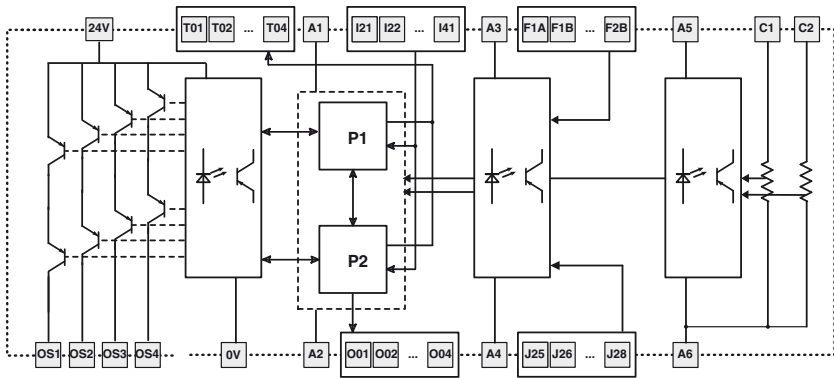 24V T01 T02 ... T04 A1 I21 I22 ... I41 A3 F1A F1B ... F2B A5 C1 C2
P1
P2
OS1 OS2 OS3 OS4 0V A2 O01 O02 ... O04 A4 J25 J26 ... J28 A6